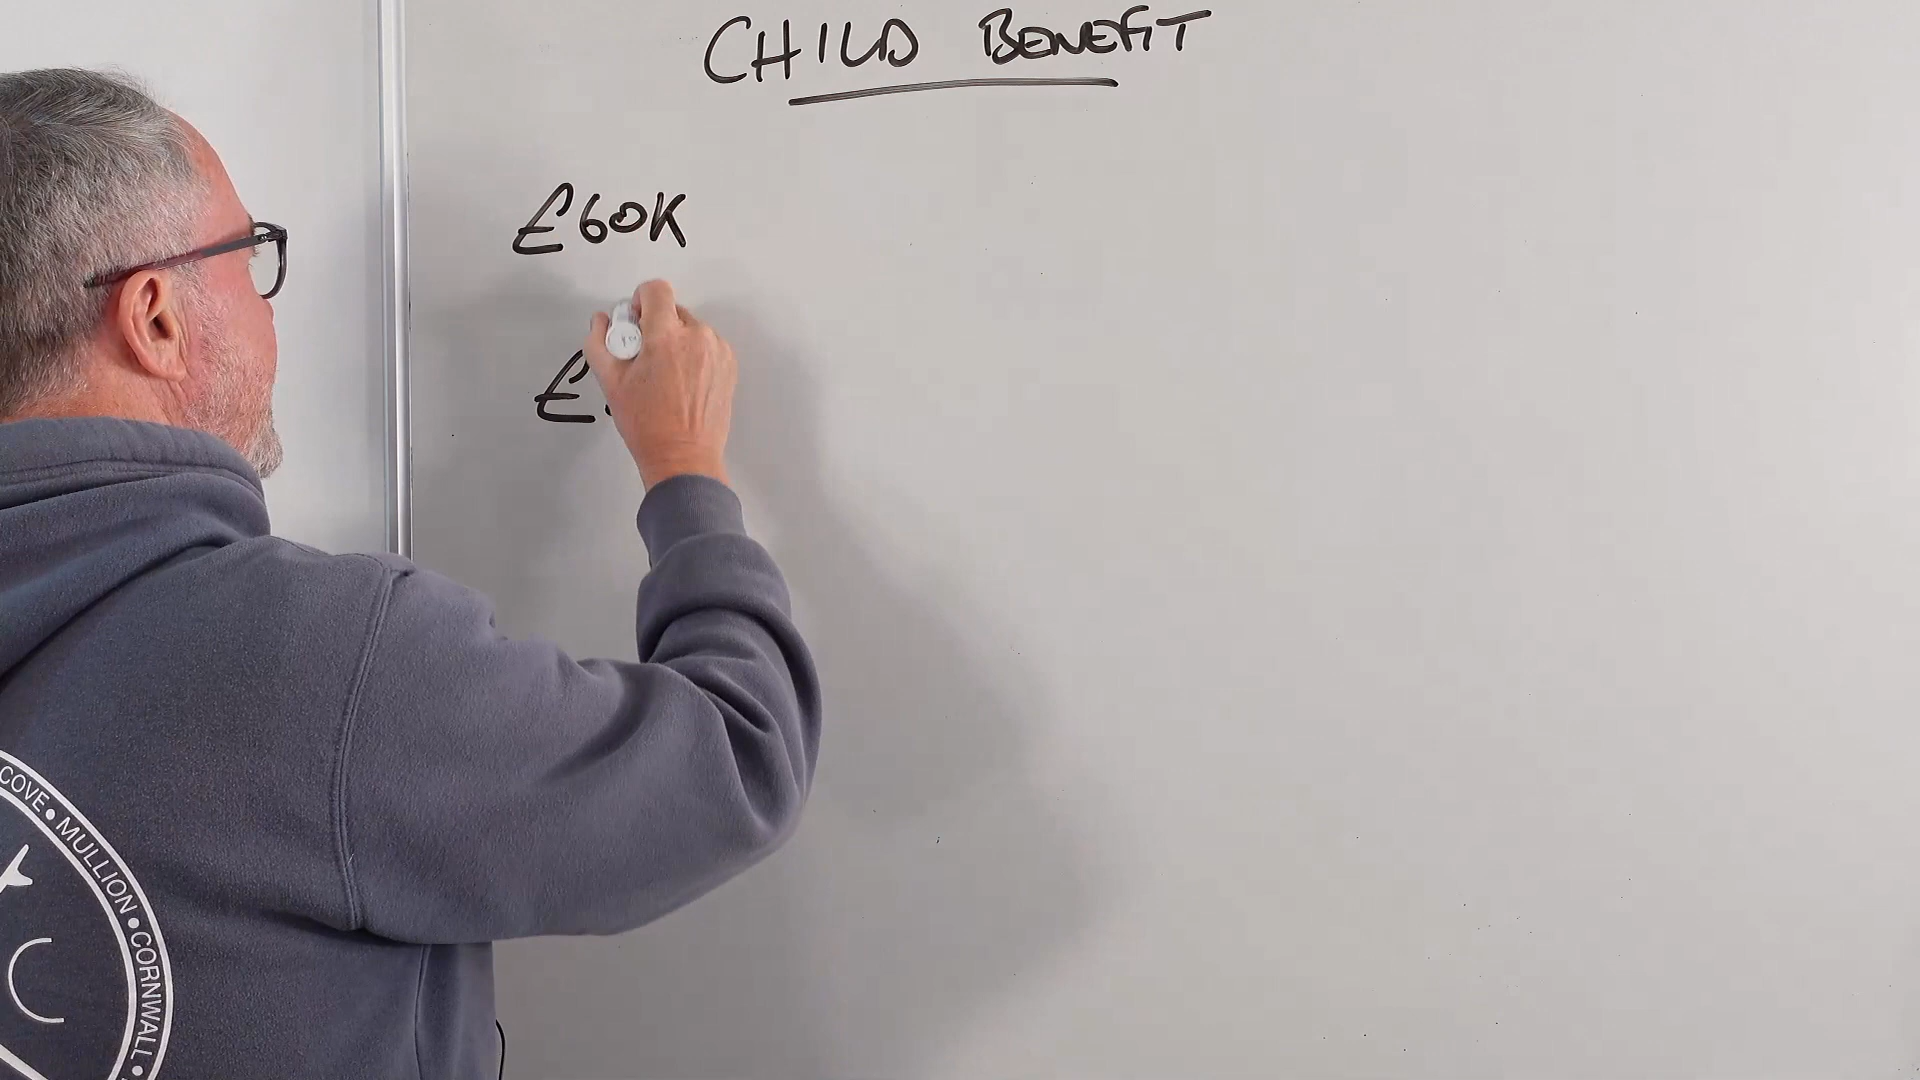 CHILD BENEFIT
£60K
£
COVE • MULLION • CORNWALL •